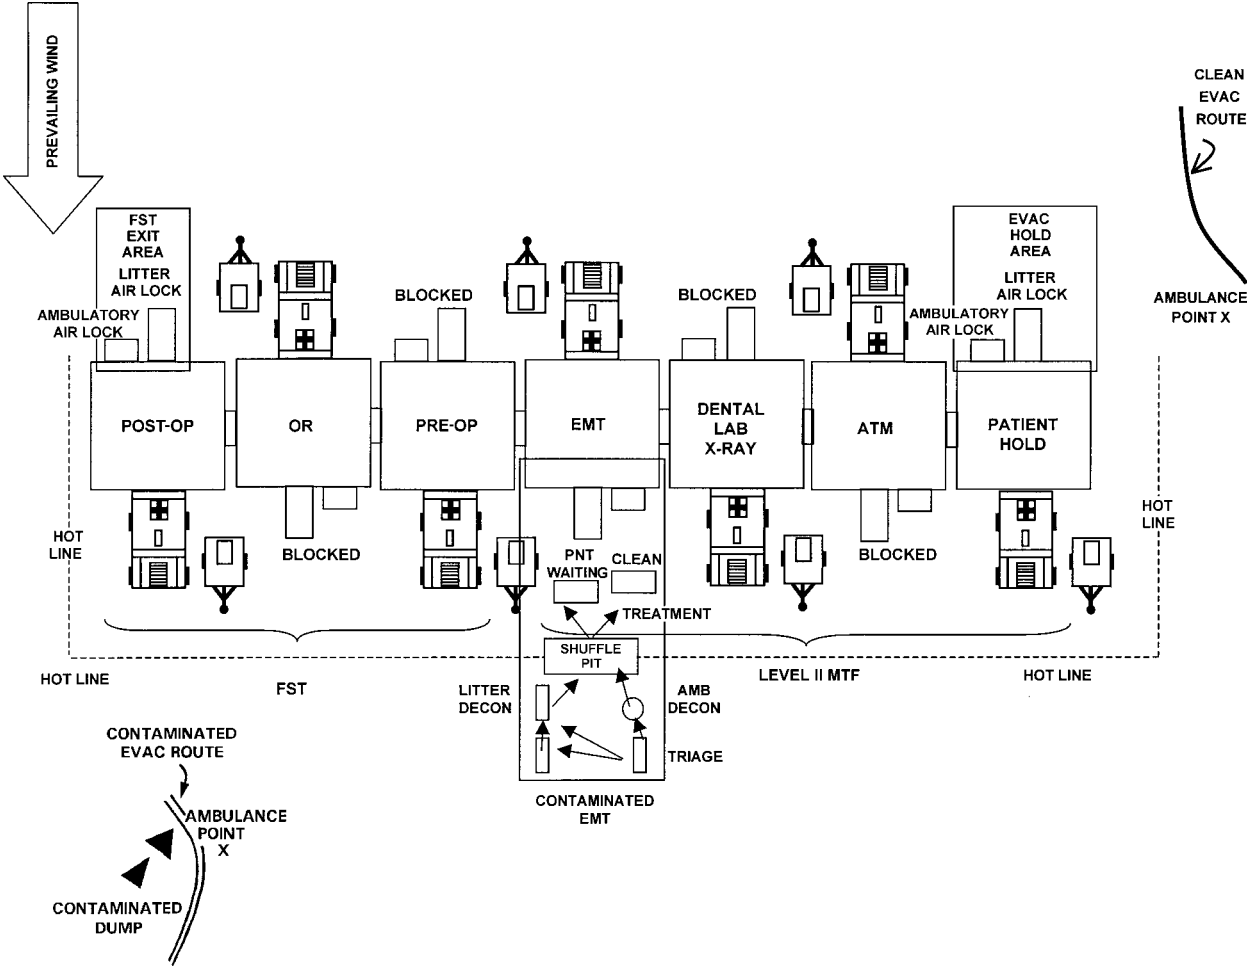 PREVAILING WIND
CLEAN
EVAC
ROUTE
AMBULANCE
POINT X
FST
EXIT
AREA
LITTER
AIR LOCK
AMBULATORY
AIR LOCK
BLOCKED
BLOCKED
EVAC
HOLD
AREA
LITTER
AIR LOCK
AMBULATORY
AIR LOCK
POST-OP
OR
PRE-OP
EMT
DENTAL
LAB
X-RAY
ATM
PATIENT
HOLD
HOT
LINE
BLOCKED
PNT
WAITING
CLEAN
TREATMENT
BLOCKED
HOT
LINE
HOT LINE
FST
SHUFFLE
PIT
LEVEL II MTF
HOT LINE
LITTER
DECON
AMB
DECON
TRIAGE
CONTAMINATED
EMT
CONTAMINATED
EVAC ROUTE
AMBULANCE
POINT
X
CONTAMINATED
DUMP